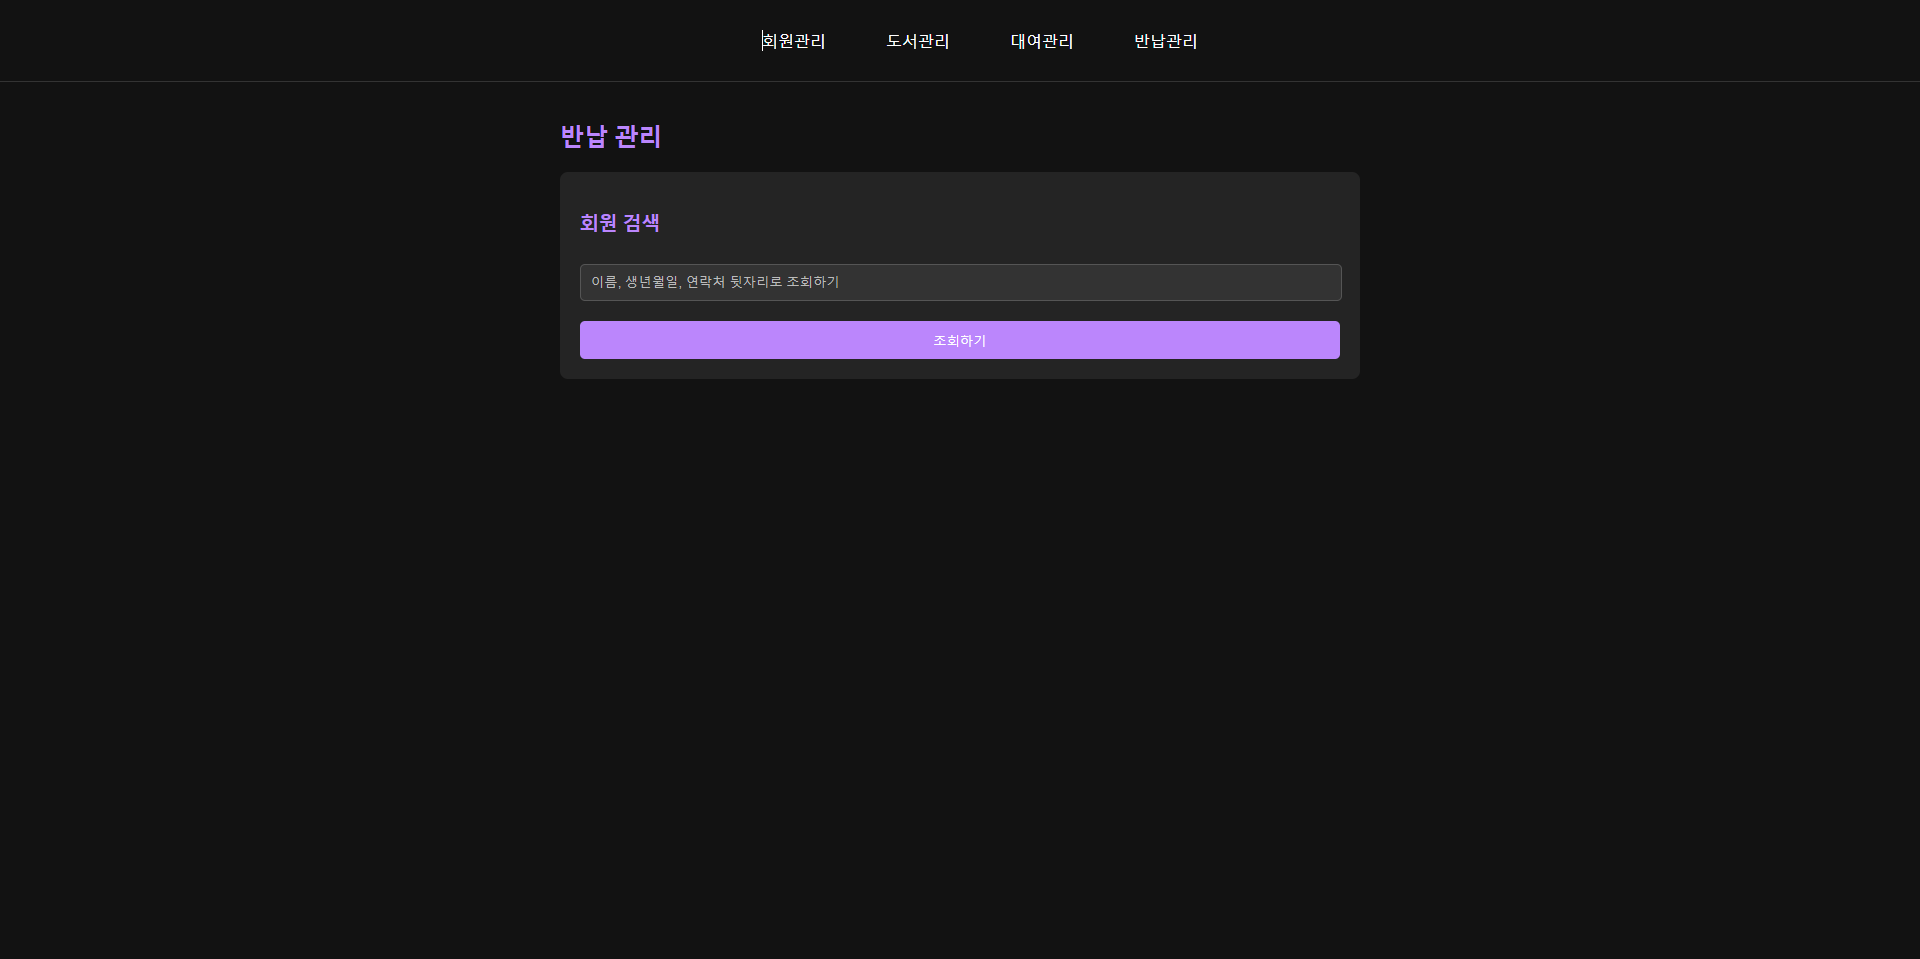 회원관리 도서관리 대여관리 반납관리
반납 관리
회원 검색
이름, 생년월일, 연락처 뒷자리로 조회하기
조회하기